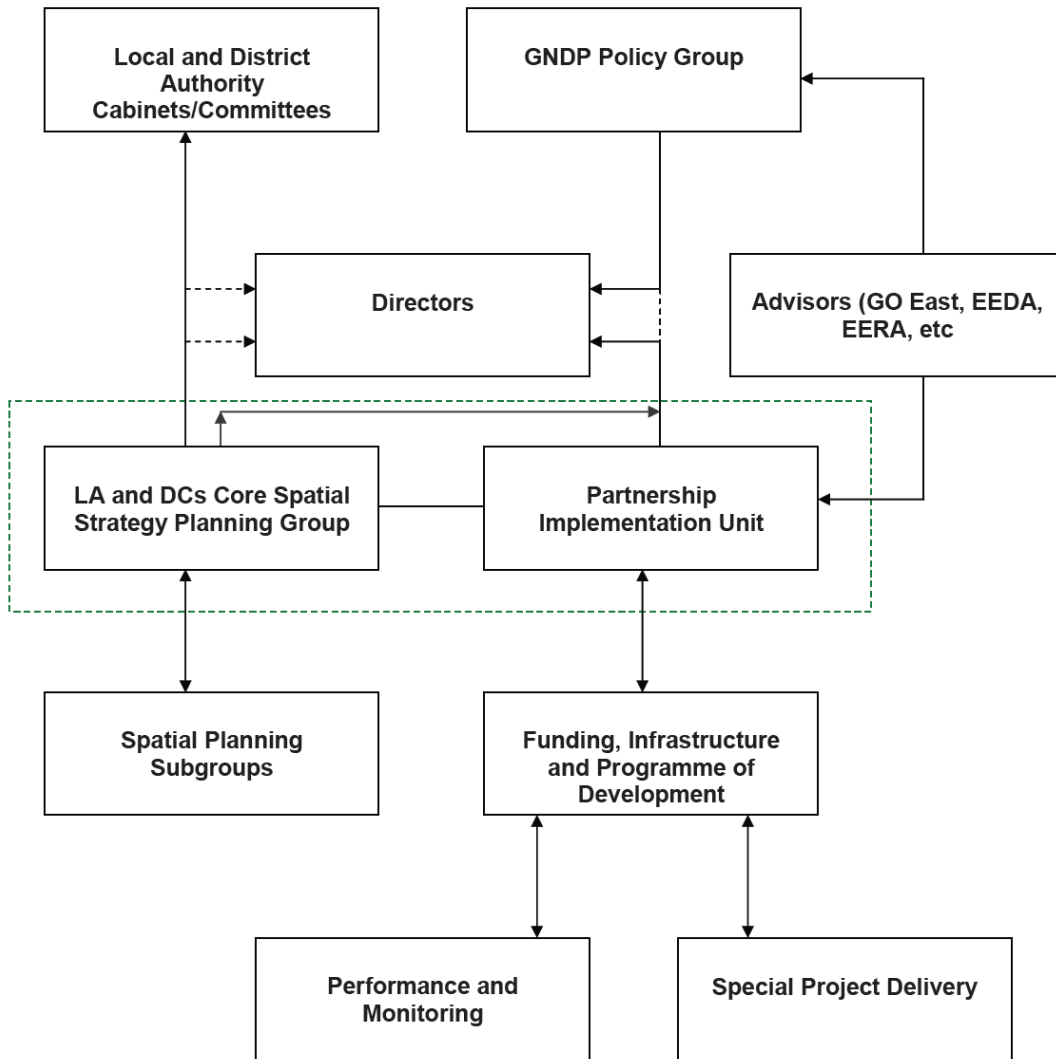 Local and District
Authority
Cabinets/Committees
GNDP Policy Group
Directors
Advisors (GO East, EEDA,
EERA, etc
LA and DCs Core Spatial
Strategy Planning Group
Partnership
Implementation Unit
Spatial Planning
Subgroups
Funding, Infrastructure
and Programme of
Development
Performance and
Monitoring
Special Project Delivery